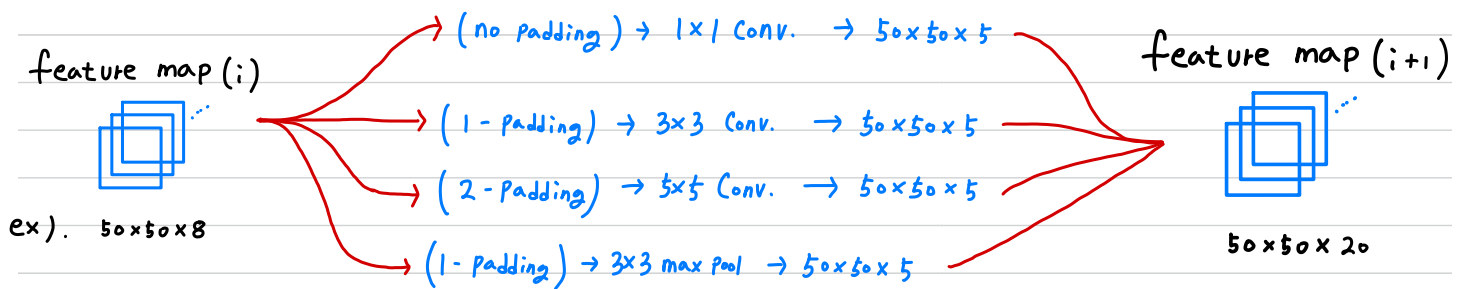 feature map (i)
ex). 50×50×8
(no padding) → 1×1 Conv. → 50×50×5
(1-padding) → 3×3 Conv. → 50×50×5
(2-padding) → 5×5 Conv. → 50×50×5
(1-padding) → 3×3 max pool → 50×50×5
feature map (i+1)
50×50×20